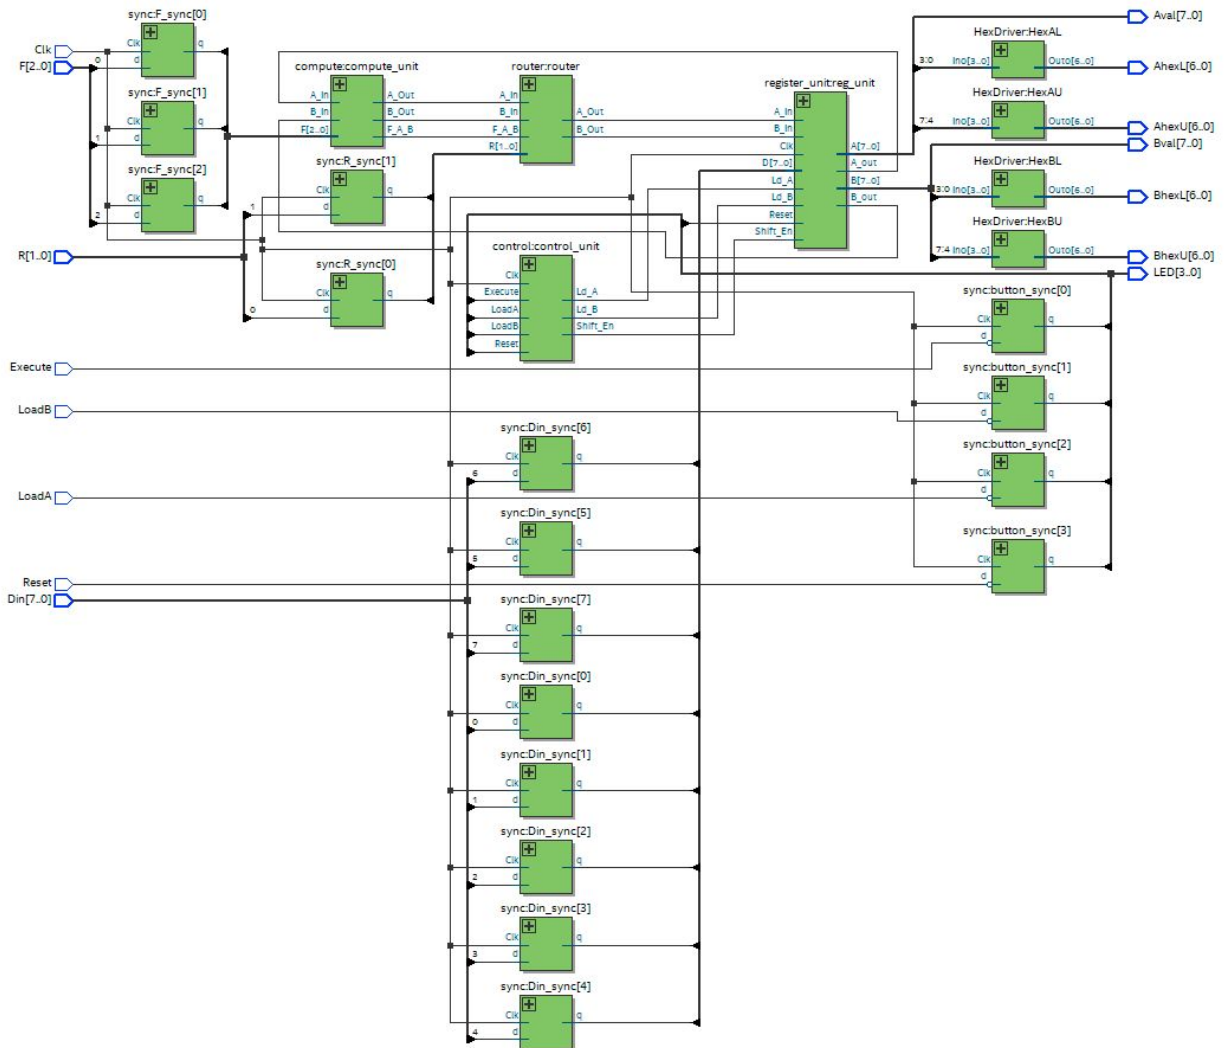 Clk
F[2..0]
R[1..0]
Execute
LoadB
LoadA
Reset
Din[7..0]
sync:F_sync[0]
Clk
d
q
0
sync:F_sync[1]
Clk
d
q
1
sync:F_sync[2]
Clk
d
q
2
compute:compute_unit
A_In
B_In
F[2..0]
A_Out
B_Out
F_A_B
router:router
A_In
B_In
F_A_B
R[1..0]
A_Out
B_Out
sync:R_sync[1]
Clk
d
q
1
sync:R_sync[0]
Clk
d
q
0
control:control_unit
Clk
Execute
LoadA
LoadB
Reset
Ld_A
Ld_B
Shift_En
register_unit:reg_unit
A_In
B_In
Clk
D[7..0]
Ld_A
Ld_B
Reset
Shift_En
A[7..0]
A_out
B[7..0]
B_out
Aval[7..0]
HexDriver:HexAL
3:0
In0[3..0]
Out0[6..0]
AhexL[6..0]
HexDriver:HexAU
7:4
In0[3..0]
Out0[6..0]
AhexU[6..0]
Bval[7..0]
HexDriver:HexBL
3:0
In0[3..0]
Out0[6..0]
BhexL[6..0]
HexDriver:HexBU
7:4
In0[3..0]
Out0[6..0]
BhexU[6..0]
LED[3..0]
sync:button_sync[0]
Clk
d
q
sync:button_sync[1]
Clk
d
q
sync:button_sync[2]
Clk
d
q
sync:button_sync[3]
Clk
d
q
sync:Din_sync[6]
Clk
d
q
6
sync:Din_sync[5]
Clk
d
q
5
sync:Din_sync[7]
Clk
d
q
7
sync:Din_sync[0]
Clk
d
q
0
sync:Din_sync[1]
Clk
d
q
1
sync:Din_sync[2]
Clk
d
q
2
sync:Din_sync[3]
Clk
d
q
3
sync:Din_sync[4]
Clk
d
q
4